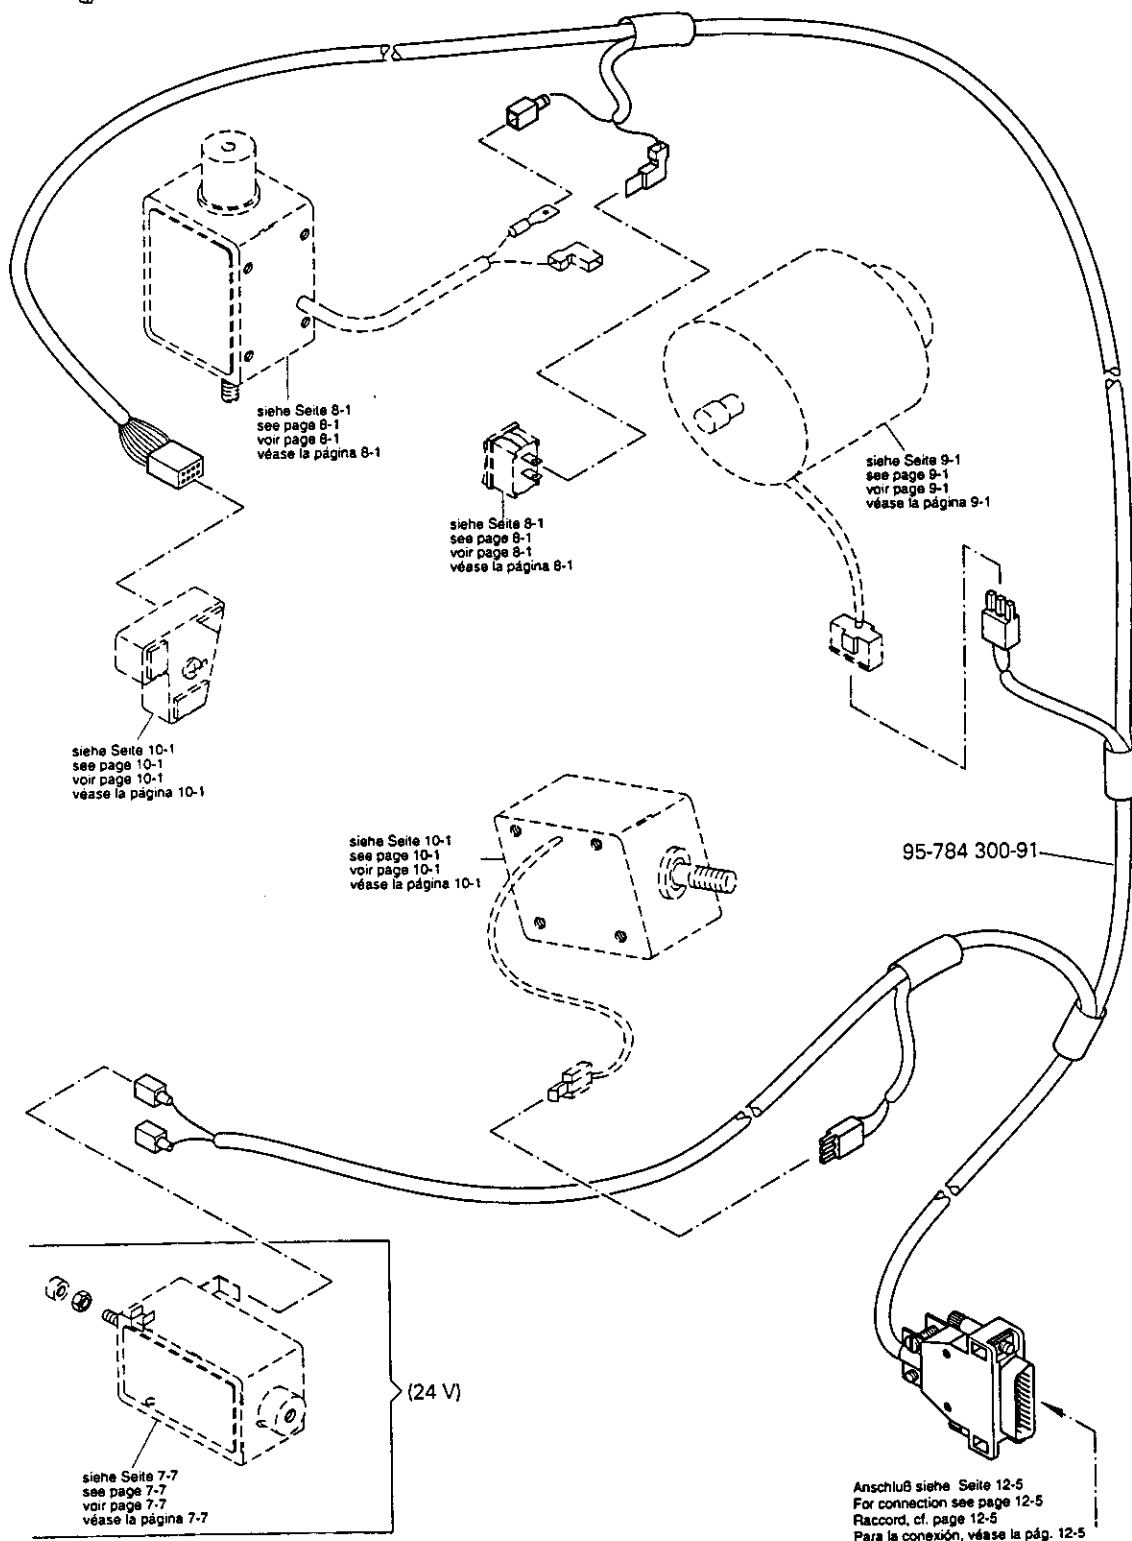 siehe Seite 8-1
see page 8-1
voir page 8-1
véase la página 8-1
siehe Seite 8-1
see page 8-1
voir page 8-1
véase la página 8-1
siehe Seite 9-1
see page 9-1
voir page 9-1
véase la página 9-1
siehe Seite 10-1
see page 10-1
voir page 10-1
véase la página 10-1
siehe Seite 10-1
see page 10-1
voir page 10-1
véase la página 10-1
95-784 300-91
(24 V)
siehe Seite 7-7
see page 7-7
voir page 7-7
véase la página 7-7
Anschluß siehe Seite 12-5
For connection see page 12-5
Raccord, cf. page 12-5
Para la conexión, véase la pág. 12-5